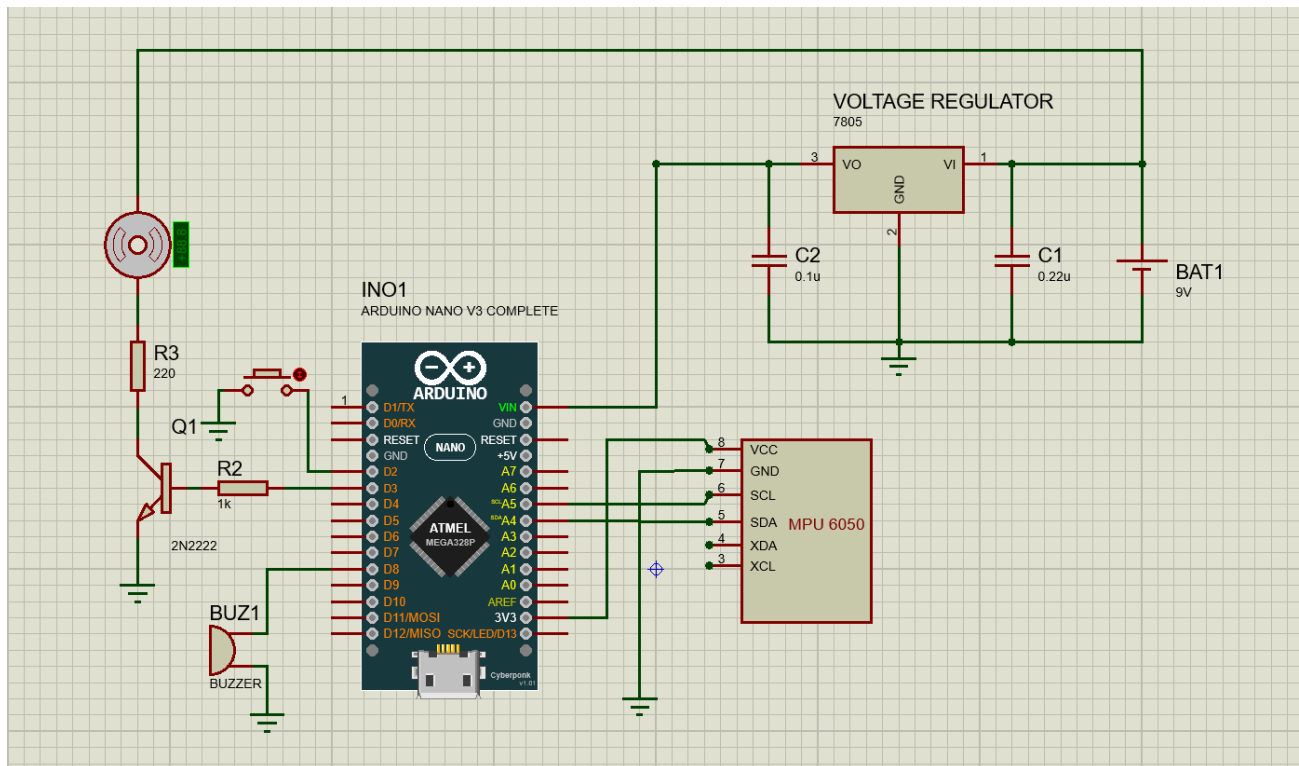 VOLTAGE REGULATOR
7805
3
VO
VI
1
GND
2
C2
0.1u
C1
0.22u
BAT1
9V
R3
220
Q1
R2
1k
2N2222
BUZ1
BUZZER
INO1
ARDUINO NANO V3 COMPLETE
ARDUINO
NANO
ATMEL
MEGA328P
Cyberponk
v1.01
1
D1/TX
D0/RX
RESET
GND
D2
D3
D4
D5
D6
D7
D8
D9
D10
D11/MOSI
D12/MISO
VIN
GND
RESET
+5V
A7
A6
SCL A5
SDA A4
A3
A2
A1
A0
AREF
3V3
SCK/LED/D13
8 VCC
7 GND
6 SCL
5 SDA
4 XDA
3 XCL
MPU 6050